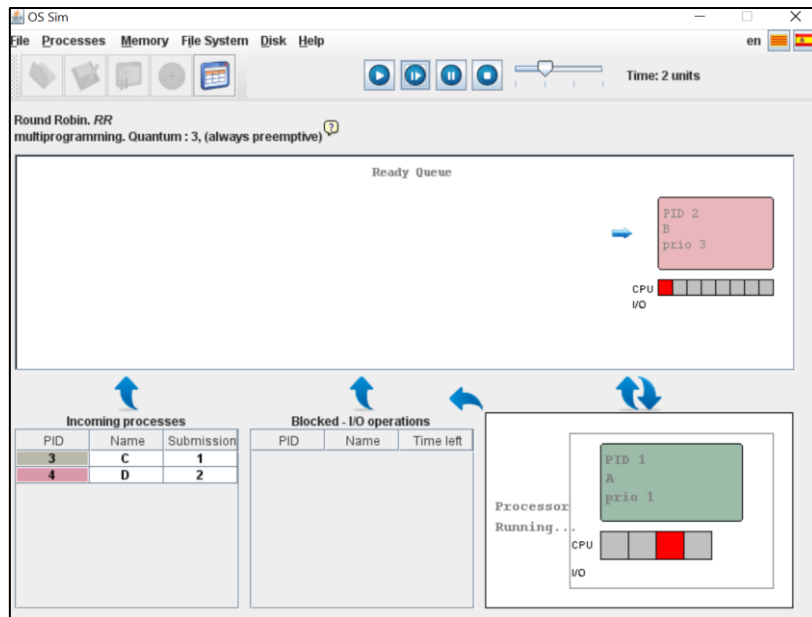 OS Sim
File Processes Memory File System Disk Help
en
Time: 2 units
Round Robin. RR
multiprogramming. Quantum : 3, (always preemptive)
?
Ready Queue
PID 2
B
prio 3
CPU
I/O
Incoming processes
PID Name Submission
3 C 1
4 D 2
Blocked - I/O operations
PID Name Time left
Processor
Running...
PID 1
A
prio 1
CPU
I/O